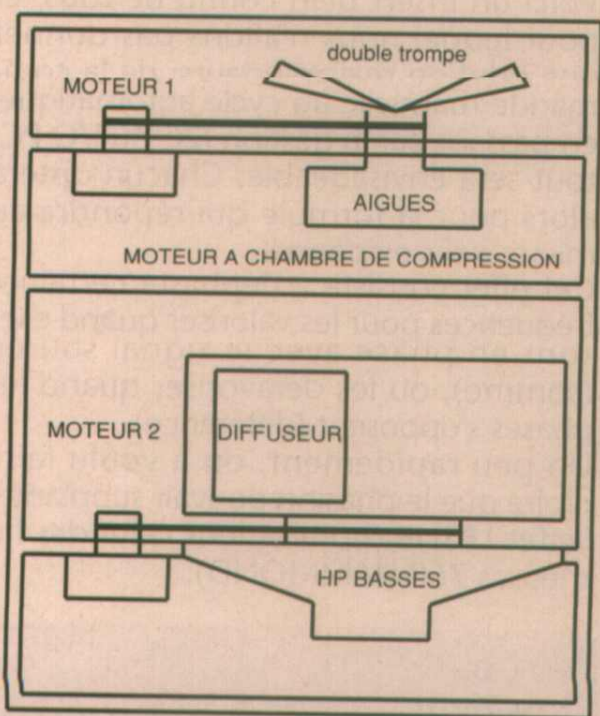 double trompe
MOTEUR 1
AIGUES
MOTEUR A CHAMBRE DE COMPRESSION
MOTEUR 2
DIFFUSEUR
HP BASSES